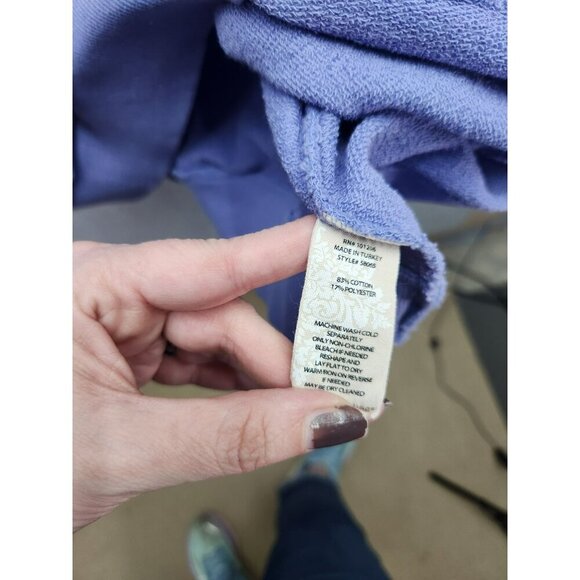 RN# 101266
MADE IN TURKEY
STYLE# 58065
83% COTTON
17% POLYESTER
MACHINE WASH COLD
SEPARATELY
ONLY NON-CHLORINE
BLEACH IF NEEDED
RESHAPE AND
LAY FLAT TO DRY
WARM IRON ON REVERSE
IF NEEDED
MAY BE DRY CLEANED